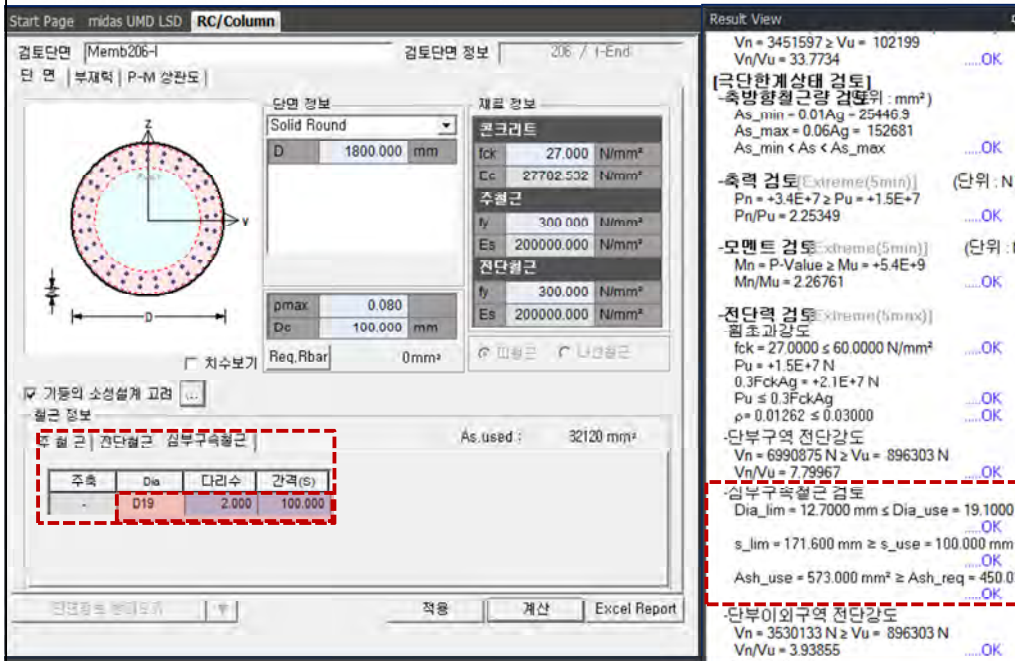 Start Page midas UMD LSD RC/Column
검토단면 Memb206-I 검토단면 정보 206 / I-End
단 면 부재력 P-M 상관도
Z
y
D
치수보기
단면 정보
Solid Round
D 1800.000 mm
ρmax 0.080
Dc 100.000 mm
Req.Rbar 0mm²
재료 정보
콘크리트
fck 27.000 N/mm²
Ec 27702.532 N/mm²
주철근
fy 300.000 N/mm²
Es 200000.000 N/mm²
전단철근
fy 300.000 N/mm²
Es 200000.000 N/mm²
띠철근 나선철근
기둥의 소성설계 고려 ...
철근 정보
주 철 근 전단철근 심부구속철근
As.used : 32120 mm²
주축 Dia 다리수 간격(S)
- D19 2.000 100.000
적용 계산 Excel Report
Result View
Vn = 3451597 ≥ Vu = 102199
Vn/Vu = 33.7734 .....OK
[극단한계상태 검토]
-축방향철근량 검토(단위 : mm²)
As_min = 0.01Ag = 25446.9
As_max = 0.06Ag = 152681
As_min < As < As_max .....OK
-축력 검토[Extreme(5min)] (단위 : N
Pn = +3.4E+7 ≥ Pu = +1.5E+7
Pn/Pu = 2.25349 .....OK
-모멘트 검토[Extreme(5min)] (단위 :
Mn = P-Value ≥ Mu = +5.4E+9
Mn/Mu = 2.26761 .....OK
-전단력 검토[Extreme(5max)]
-횡초과강도
fck = 27.0000 ≤ 60.0000 N/mm² .....OK
Pu = +1.5E+7 N
0.3FckAg = +2.1E+7 N
Pu ≤ 0.3FckAg .....OK
ρ= 0.01262 ≤ 0.03000 .....OK
-단부구역 전단강도
Vn = 6990875 N ≥ Vu = 896303 N
Vn/Vu = 7.79967 .....OK
-심부구속철근 검토
Dia_lim = 12.7000 mm ≤ Dia_use = 19.1000
.....OK
s_lim = 171.600 mm ≥ s_use = 100.000 mm
.....OK
Ash_use = 573.000 mm² ≥ Ash_req = 450.0
.....OK
-단부이외구역 전단강도
Vn = 3530133 N ≥ Vu = 896303 N
Vn/Vu = 3.93855 .....OK